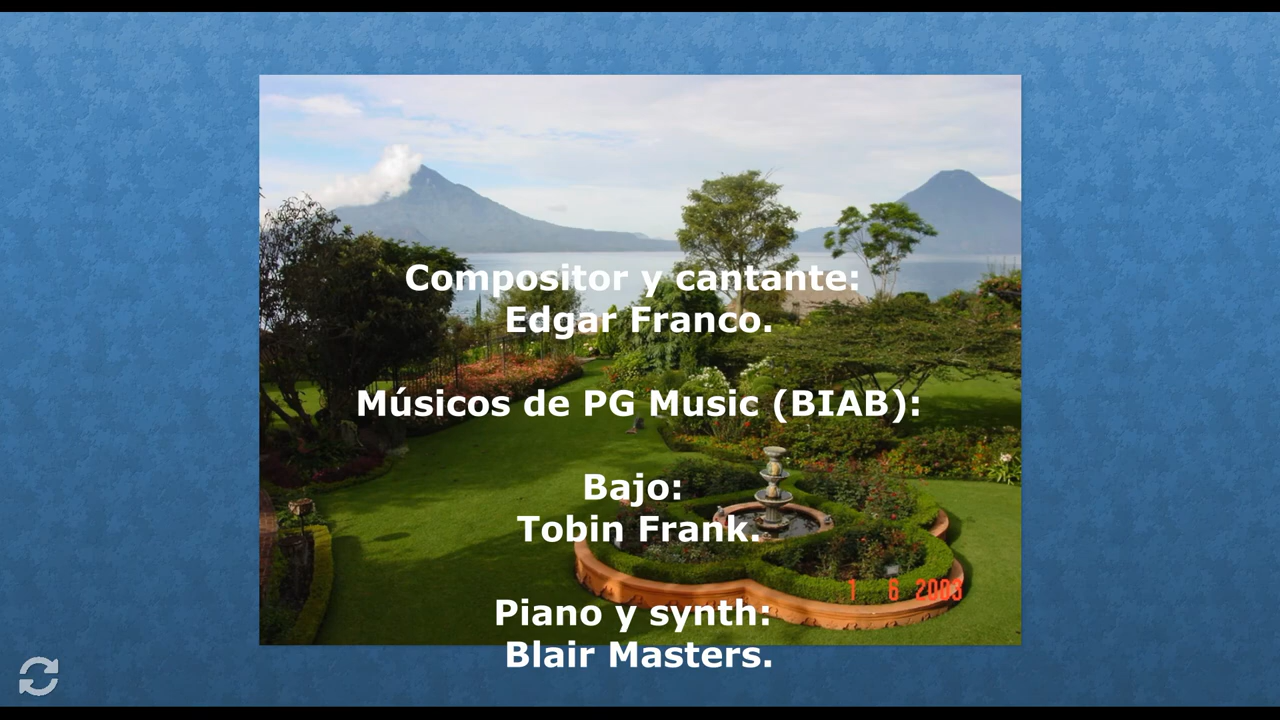 Compositor y cantante:
Edgar Franco.
Músicos de PG Music (BIAB):
Bajo:
Tobin Frank.
1 6 2003
Piano y synth:
Blair Masters.